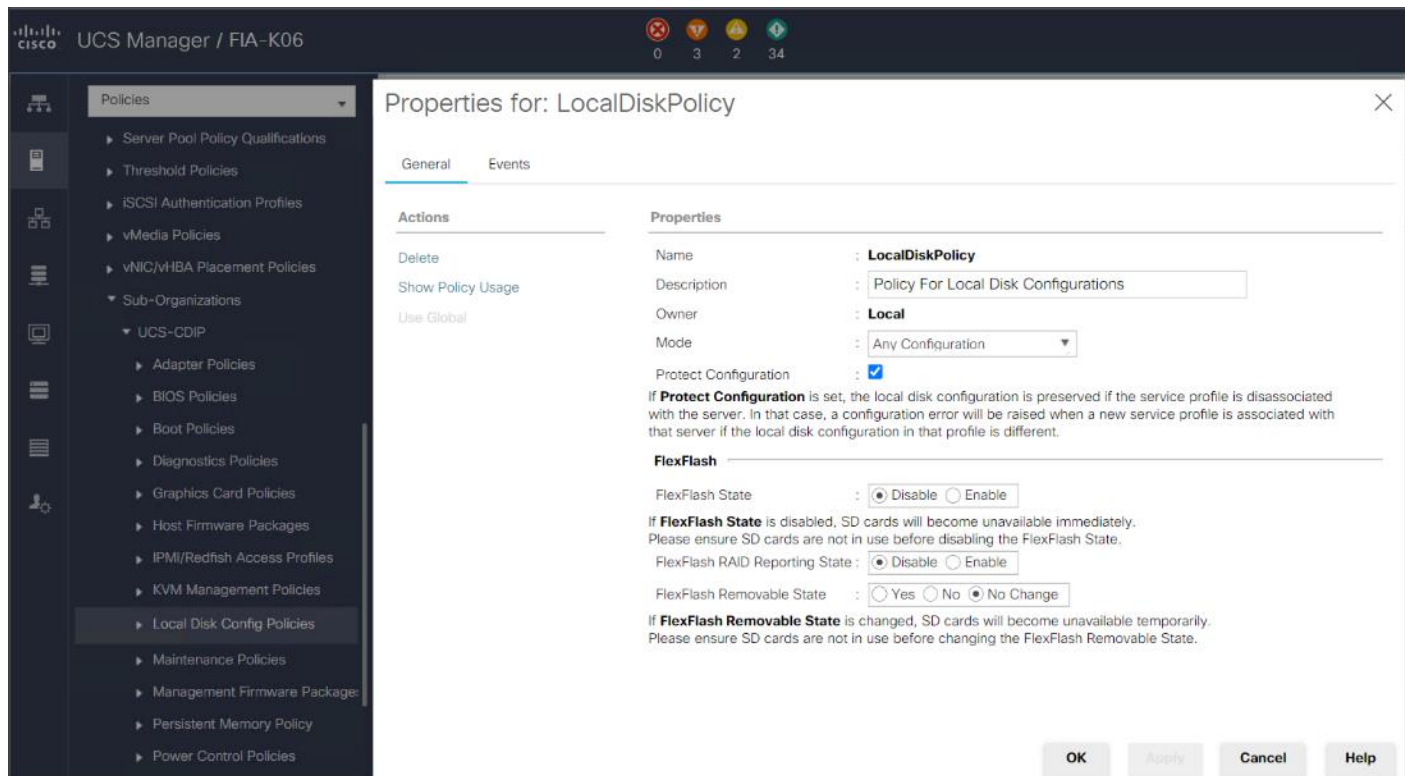 cisco UCS Manager / FIA-K06
0 3 2 34
Policies
Server Pool Policy Qualifications
Threshold Policies
iSCSI Authentication Profiles
vMedia Policies
vNIC/vHBA Placement Policies
Sub-Organizations
UCS-CDIP
Adapter Policies
BIOS Policies
Boot Policies
Diagnostics Policies
Graphics Card Policies
Host Firmware Packages
IPMI/Redfish Access Profiles
KVM Management Policies
Local Disk Config Policies
Maintenance Policies
Management Firmware Package
Persistent Memory Policy
Power Control Policies
Properties for: LocalDiskPolicy
General Events
Actions
Delete
Show Policy Usage
Use Global
Properties
Name : LocalDiskPolicy
Description : Policy For Local Disk Configurations
Owner : Local
Mode : Any Configuration
Protect Configuration :
If Protect Configuration is set, the local disk configuration is preserved if the service profile is disassociated
with the server. In that case, a configuration error will be raised when a new service profile is associated with
that server if the local disk configuration in that profile is different.
FlexFlash
FlexFlash State : Disable Enable
If FlexFlash State is disabled, SD cards will become unavailable immediately.
Please ensure SD cards are not in use before disabling the FlexFlash State.
FlexFlash RAID Reporting State : Disable Enable
FlexFlash Removable State : Yes No No Change
If FlexFlash Removable State is changed, SD cards will become unavailable temporarily.
Please ensure SD cards are not in use before changing the FlexFlash Removable State.
OK Apply Cancel Help